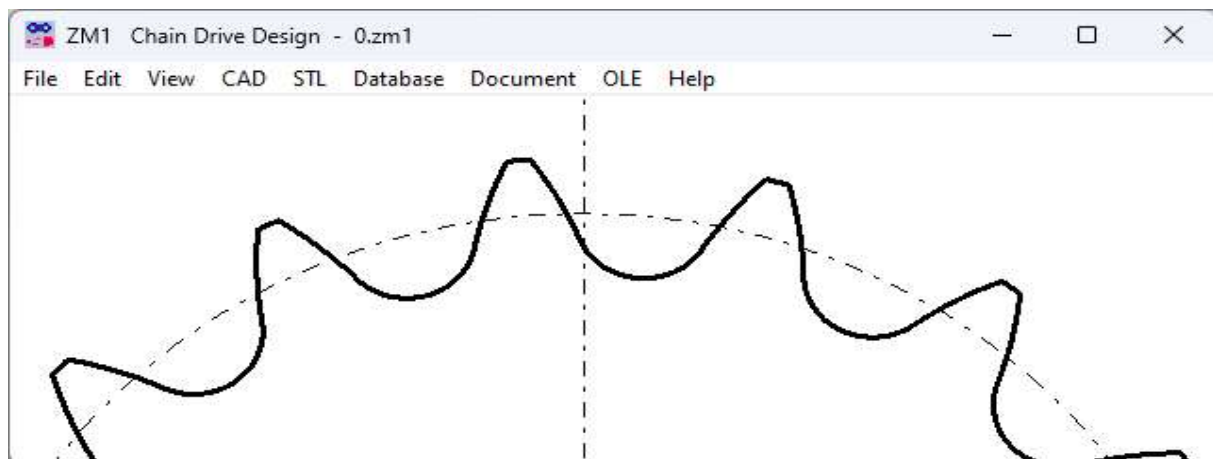 ZM1 Chain Drive Design - 0.zm1
File Edit View CAD STL Database Document OLE Help